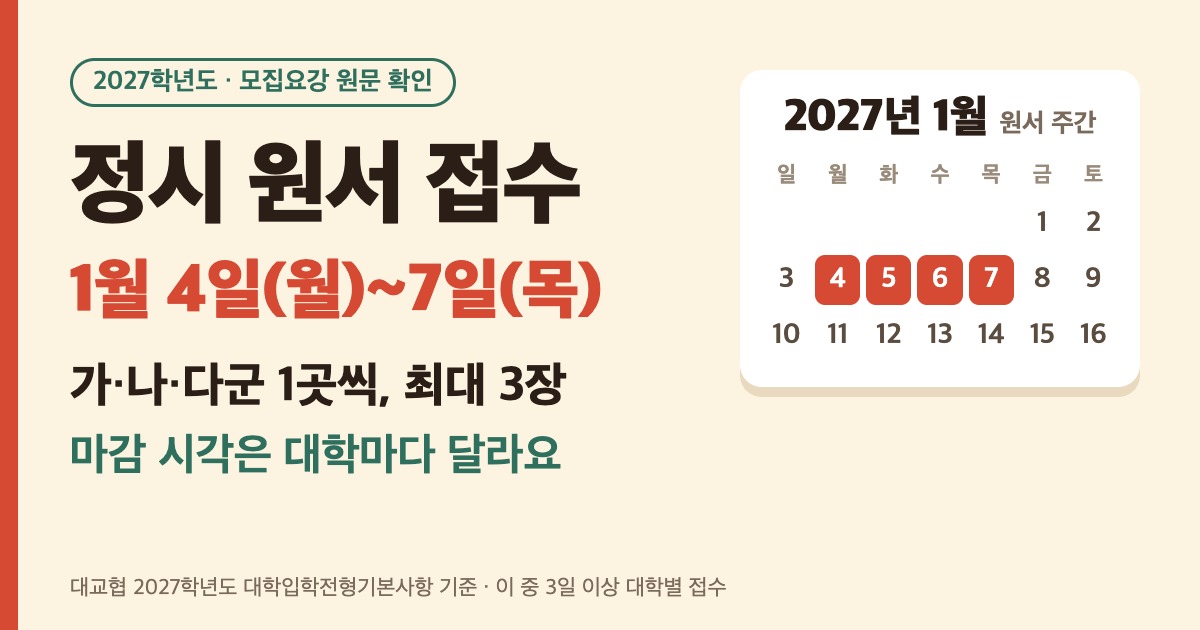 2027학년도 · 모집요강 원문 확인
정시 원서 접수
1월 4일(월)~7일(목)
가·나·다군 1곳씩, 최대 3장
마감 시각은 대학마다 달라요
2027년 1월 원서 주간
일 월 화 수 목 금 토
1 2
3 4 5 6 7 8 9
10 11 12 13 14 15 16
대교협 2027학년도 대학입학전형기본사항 기준 · 이 중 3일 이상 대학별 접수